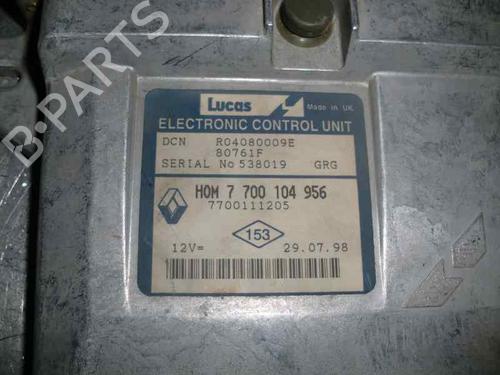 B-PARTS
Lucas
Made in UK
ELECTRONIC CONTROL UNIT
DCN R04080009E
80761F
SERIAL No 538019 GRG
HOM 7 700 104 956
7700111205
153
12V= 29.07.98